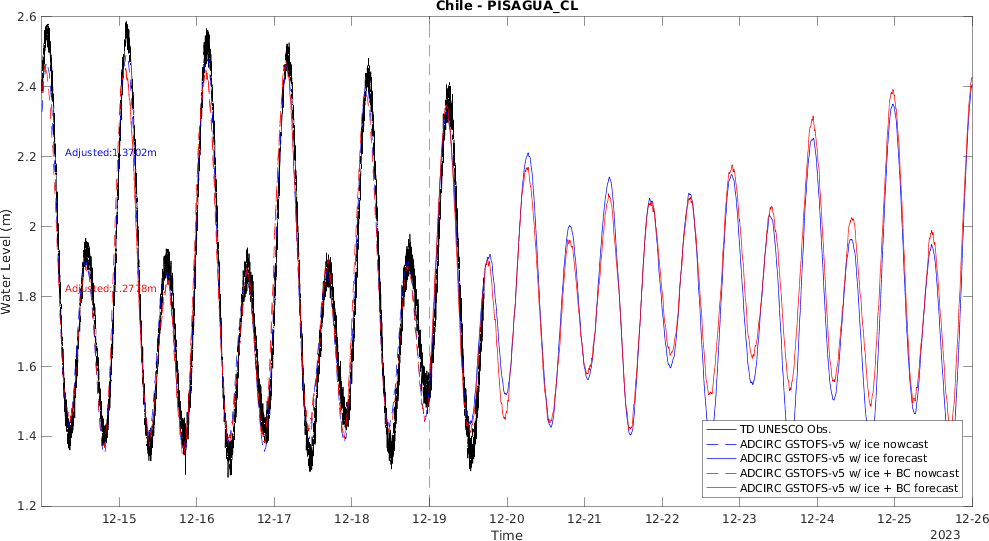 Chile - PISAGUA_CL
2.6
2.4
2.2
2
1.8
1.6
1.4
1.2
Water Level (m)
Adjusted:1.3702m
Adjusted:1.2778m
TD UNESCO Obs.
ADCIRC GSTOFS-v5 w/ ice nowcast
ADCIRC GSTOFS-v5 w/ ice forecast
ADCIRC GSTOFS-v5 w/ ice + BC nowcast
ADCIRC GSTOFS-v5 w/ ice + BC forecast
12-15 12-16 12-17 12-18 12-19 12-20 12-21 12-22 12-23 12-24 12-25 12-26
Time
2023